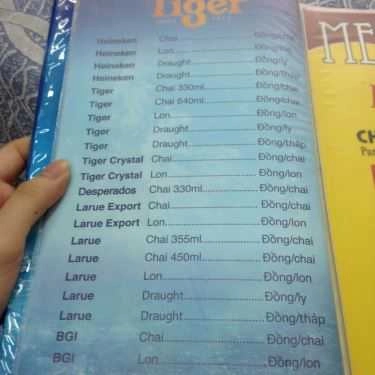 Tiger
Heineken Chai Đồng/chai
Heineken Lon Đồng/lon
Heineken Draught Đồng/ly
Heineken Draught Đồng/tháp
Tiger Chai 330ml Đồng/chai
Tiger Chai 640ml Đồng/chai
Tiger Lon Đồng/lon
Tiger Draught Đồng/ly
Tiger Draught Đồng/tháp
Tiger Crystal Chai Đồng/chai
Tiger Crystal Lon Đồng/lon
Desperados Chai 330ml Đồng/chai
Larue Export Chai Đồng/chai
Larue Export Lon Đồng/lon
Larue Chai 355ml Đồng/chai
Larue Chai 450ml Đồng/chai
Larue Lon Đồng/lon
Larue Draught Đồng/ly
Larue Draught Đồng/tháp
BGI Chai Đồng/chai
BGI Lon Đồng/lon
ME
CH